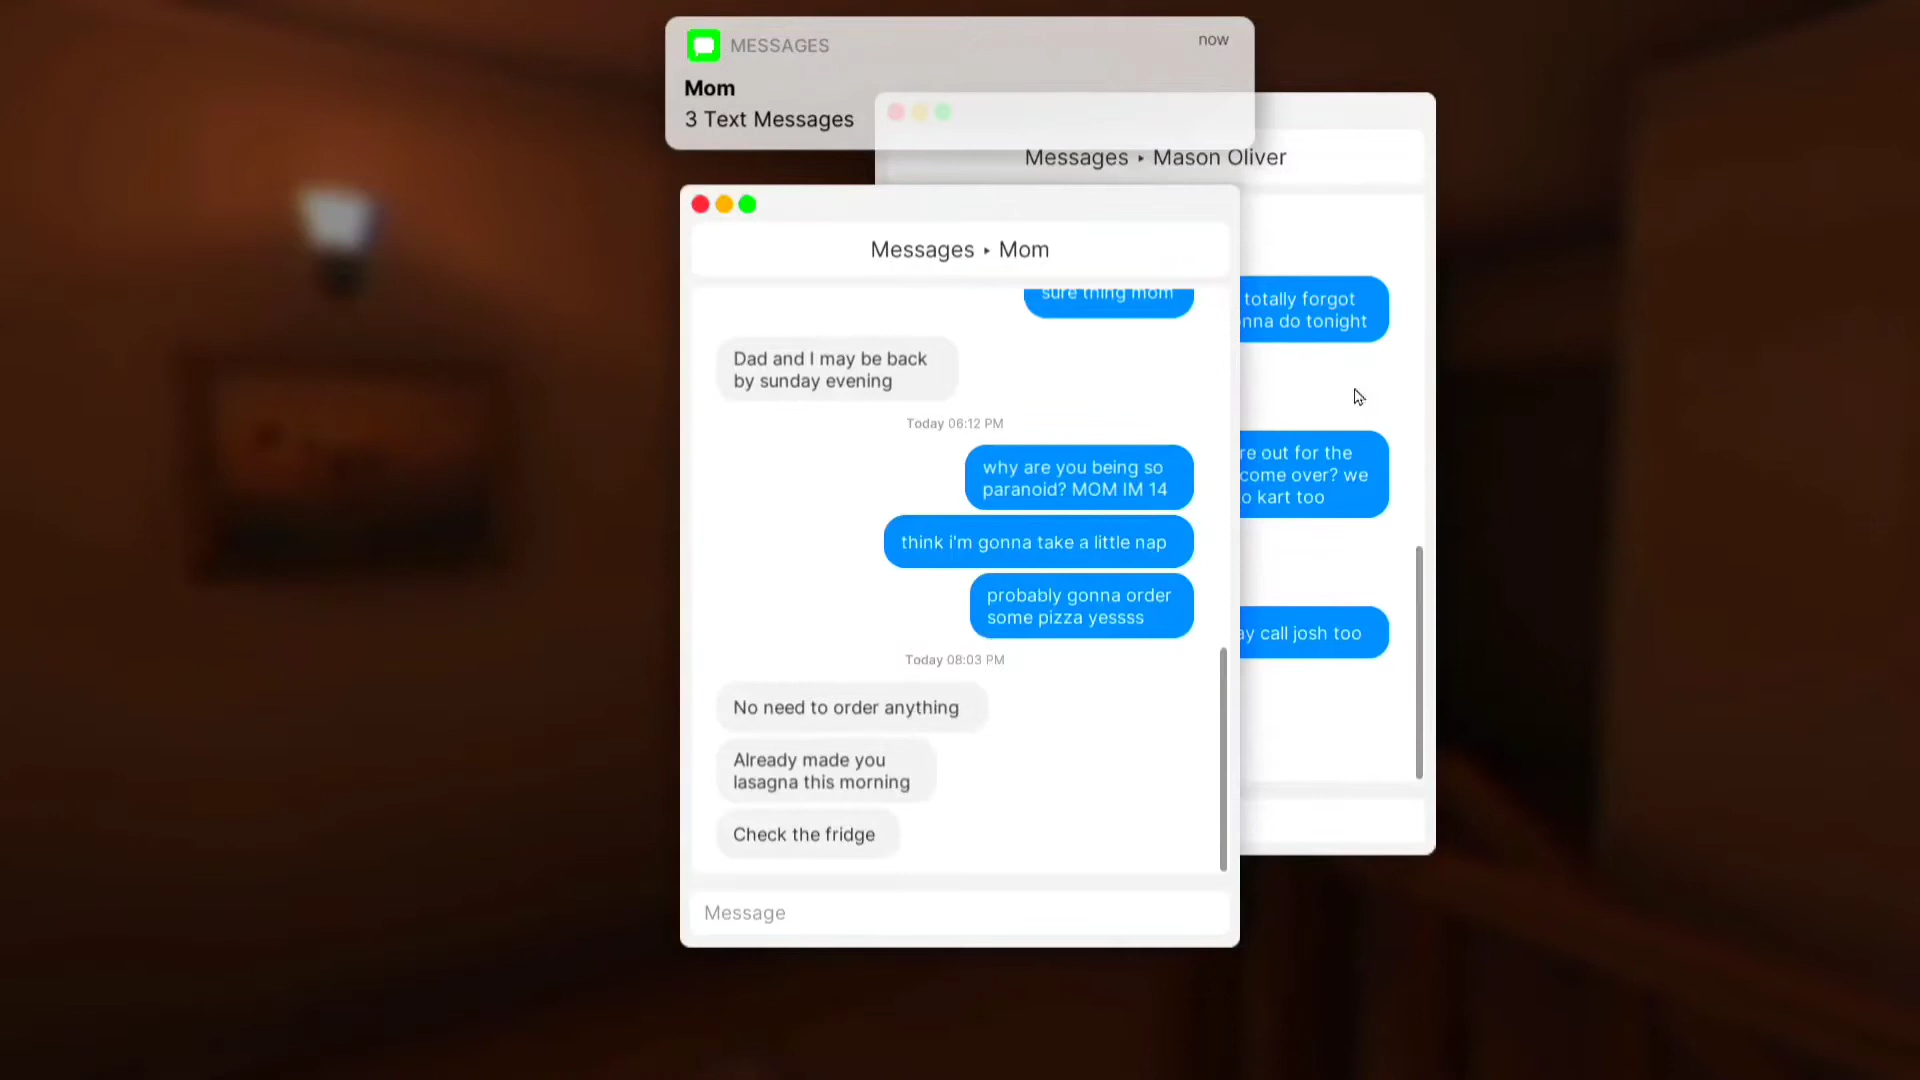 MESSAGES
now
Mom
3 Text Messages
Messages ‣ Mason Oliver
Messages ‣ Mom
sure thing mom
Dad and I may be back
by sunday evening
Today 06:12 PM
why are you being so
paranoid? MOM IM 14
think i'm gonna take a little nap
probably gonna order
some pizza yessss
Today 08:03 PM
No need to order anything
Already made you
lasagna this morning
Check the fridge
Message
totally forgot
do tonight
out for the
come over? we
kart too
call josh too